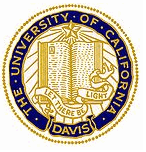 THE UNIVERSITY OF CALIFORNIA
LET THERE BE
LIGHT
DAVIS